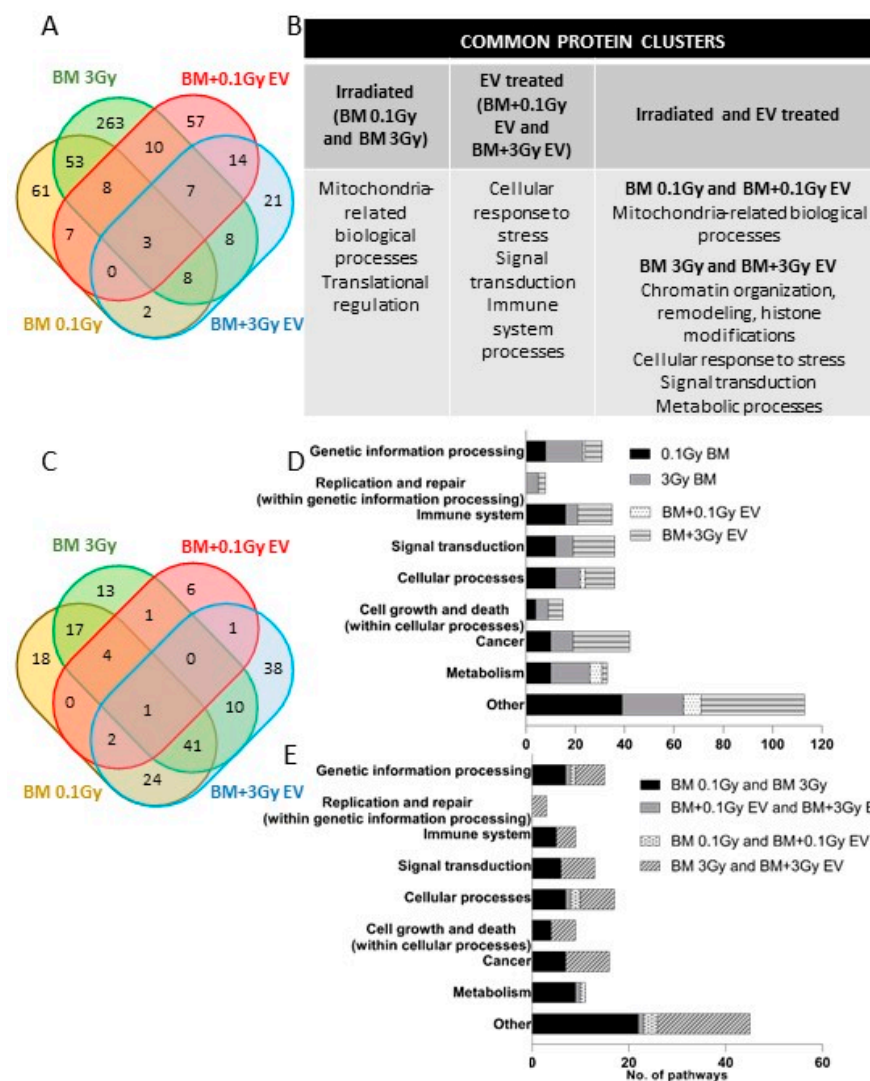 A
BM 3Gy
BM+0.1Gy EV
263
57
53
10
14
61
8
7
21
7
3
8
0
8
2
BM 0.1Gy
BM+3Gy EV
B
COMMON PROTEIN CLUSTERS
Irradiated
(BM 0.1Gy
and BM 3Gy)
EV treated
(BM+0.1Gy
EV and
BM+3Gy EV)
Irradiated and EV treated
Mitochondria-
related
biological
processes
Translational
regulation
Cellular
response to
stress
Signal
transduction
Immune
system
processes
BM 0.1Gy and BM+0.1Gy EV
Mitochondria-related biological
processes
BM 3Gy and BM+3Gy EV
Chromatin organization,
remodeling, histone
modifications
Cellular response to stress
Signal transduction
Metabolic processes
C
BM 3Gy
BM+0.1Gy EV
13
6
17
1
1
18
4
0
38
0
1
10
2
41
24
BM 0.1Gy
BM+3Gy EV
D
Genetic information processing
Replication and repair
(within genetic information processing)
Immune system
Signal transduction
Cellular processes
Cell growth and death
(within cellular processes)
Cancer
Metabolism
Other
0.1Gy BM
3Gy BM
BM+0.1Gy EV
BM+3Gy EV
0 20 40 60 80 100 120
E
Genetic information processing
Replication and repair
(within genetic information processing)
Immune system
Signal transduction
Cellular processes
Cell growth and death
(within cellular processes)
Cancer
Metabolism
Other
BM 0.1Gy and BM 3Gy
BM+0.1Gy EV and BM+3Gy E
BM 0.1Gy and BM+0.1Gy EV
BM 3Gy and BM+3Gy EV
0 20 40 60
No. of pathways